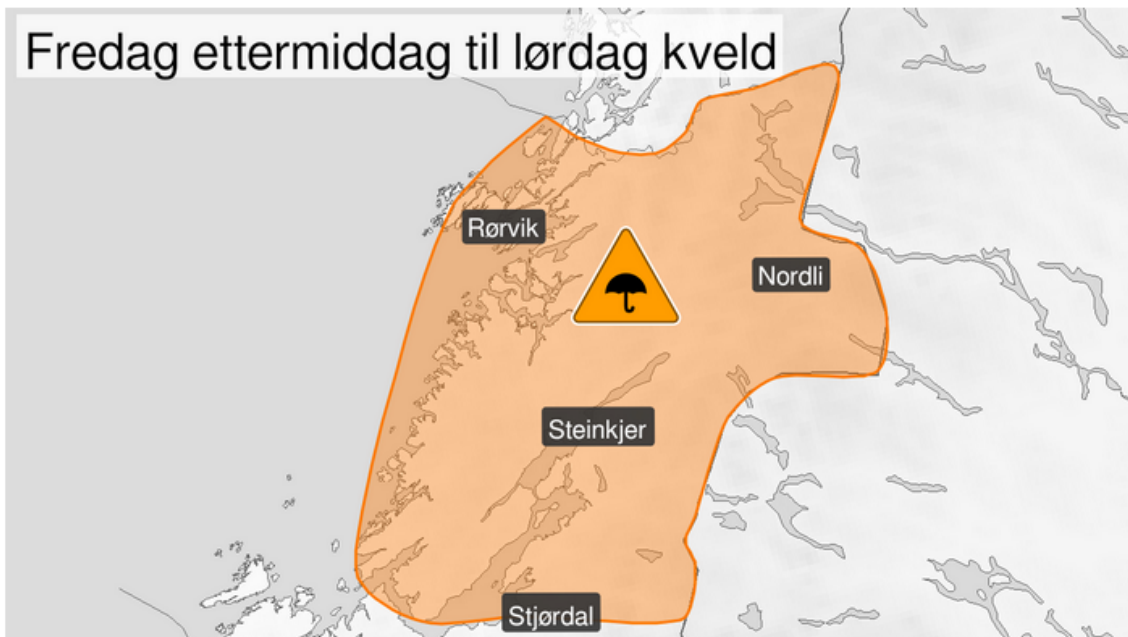 Fredag ettermiddag til lørdag kveld
Rørvik
Nordli
Steinkjer
Stjørdal